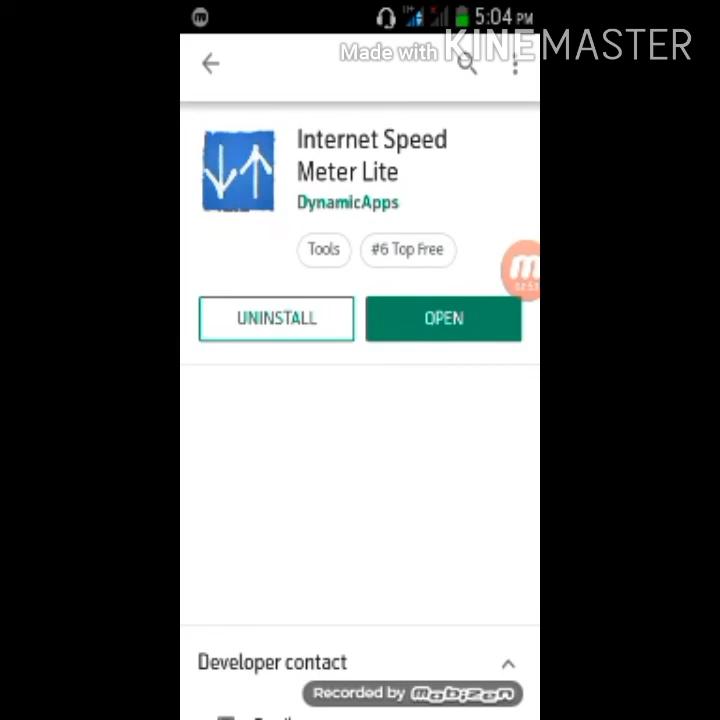 5:04 PM
Made with KINEMASTER
Internet Speed
Meter Lite
DynamicApps
Tools
#6 Top Free
UNINSTALL
OPEN
Developer contact
Recorded by mobizen